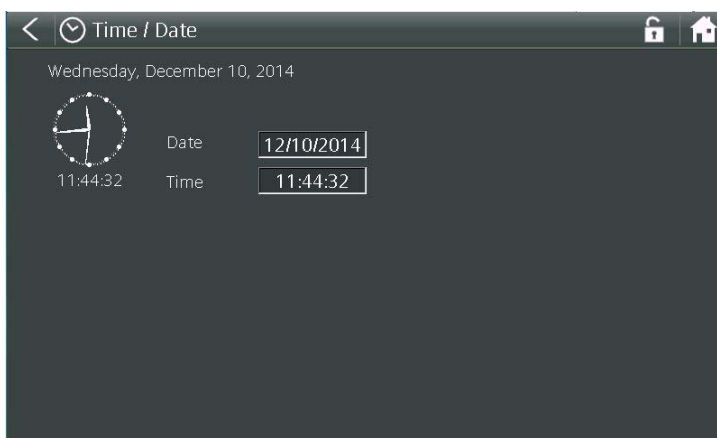 Time / Date
Wednesday, December 10, 2014
Date 12/10/2014
11:44:32 Time 11:44:32